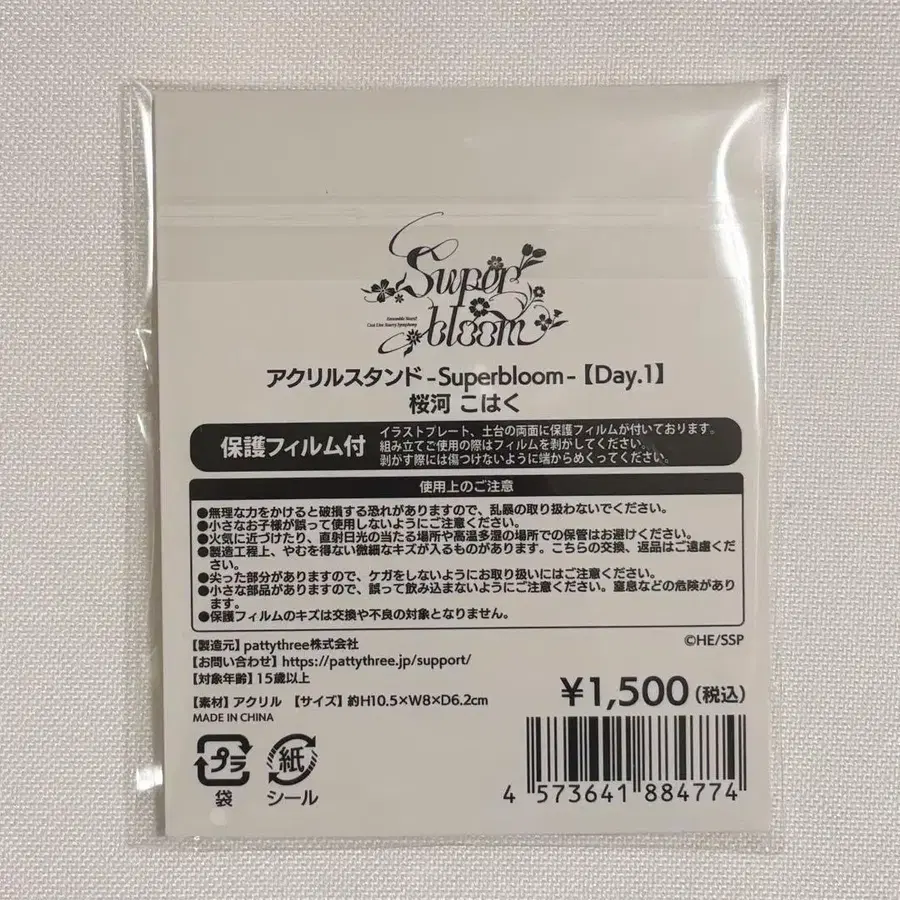 Super
bloom
Ensemble Stars!!
Cast Live Starry Symphony
アクリルスタンド -Superbloom-【Day.1】
桜河 こはく
保護フィルム付
イラストプレート、土台の両面に保護フィルムが付いております。
組み立てご使用の際はフィルムを剥がしてください。
剥がす際には傷つけないように端からめくってください。
使用上のご注意
●無理な力をかけると破損する恐れがありますので、乱暴の取り扱わないでください。
●小さなお子様が誤って使用しないようにご注意ください。
●火気に近づけたり、直射日光の当たる場所や高温多湿の場所での保管はお避けください。
●製造工程上、やむを得ない微細なキズが入るものがあります。こちらの交換、返品はご遠慮くだ
さい。
●尖った部分がありますので、ケガをしないようにお取り扱いにはご注意ください。
●小さな部品がありますので、誤って飲み込まないようにご注意ください。窒息などの危険があり
ます。
●保護フィルムのキズは交換や不良の対象となりません。
【製造元】pattythree株式会社
©HE/SSP
【お問い合わせ】https://pattythree.jp/support/
【対象年齢】15歳以上
¥1,500(税込)
【素材】アクリル 【サイズ】約H10.5×W8×D6.2cm
MADE IN CHINA
プラ
袋
紙
シール
4 573641 884774